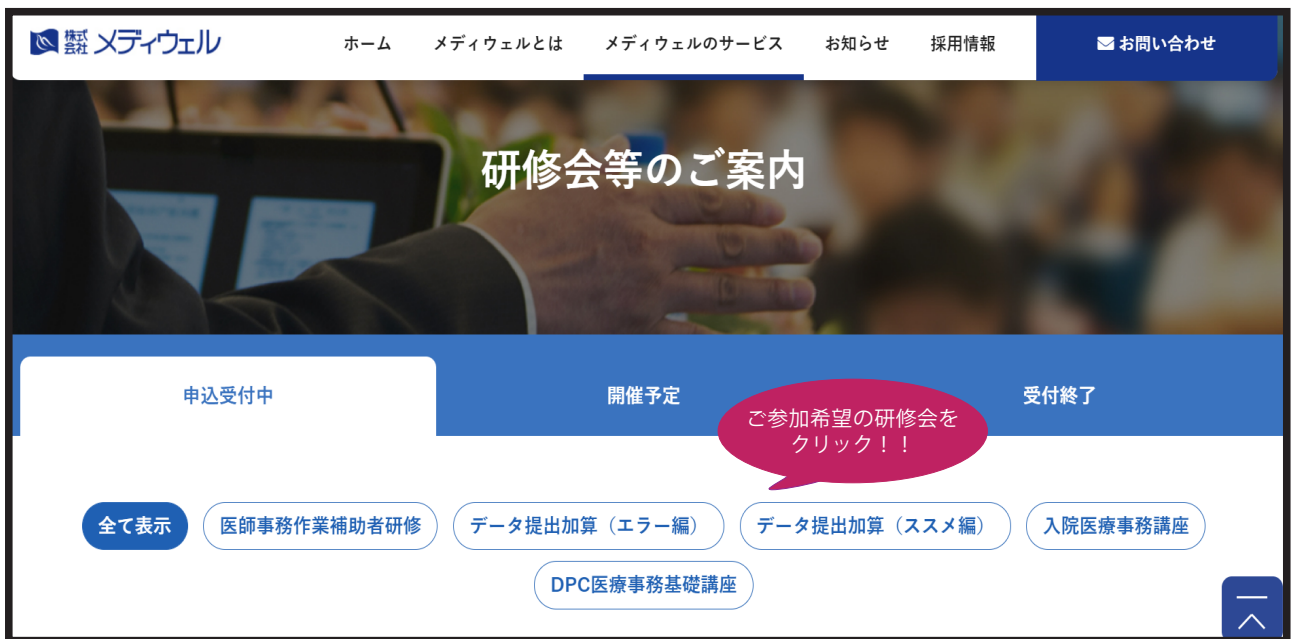 株式会社 メディウェル
ホーム
メディウェルとは
メディウェルのサービス
お知らせ
採用情報
お問い合わせ
研修会等のご案内
申込受付中
開催予定
受付終了
ご参加希望の研修会を
クリック！！
全て表示
医師事務作業補助者研修
データ提出加算（エラー編）
データ提出加算（ススメ編）
入院医療事務講座
DPC医療事務基礎講座